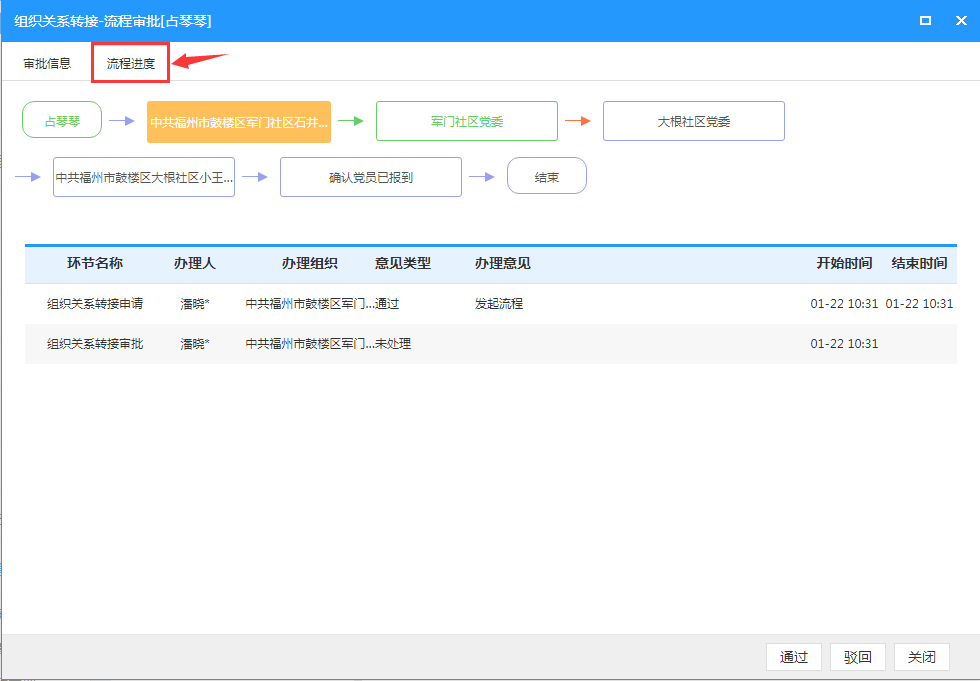 组织关系转接-流程审批[占琴琴]
审批信息 流程进度
占琴琴 中共福州市鼓楼区军门社区石井... 军门社区党委 大根社区党委
中共福州市鼓楼区大根社区小王... 确认党员已报到 结束
环节名称 办理人 办理组织 意见类型 办理意见 开始时间 结束时间
组织关系转接申请 潘晓* 中共福州市鼓楼区军门...通过 发起流程 01-22 10:31 01-22 10:31
组织关系转接审批 潘晓* 中共福州市鼓楼区军门...未处理 01-22 10:31
通过 驳回 关闭